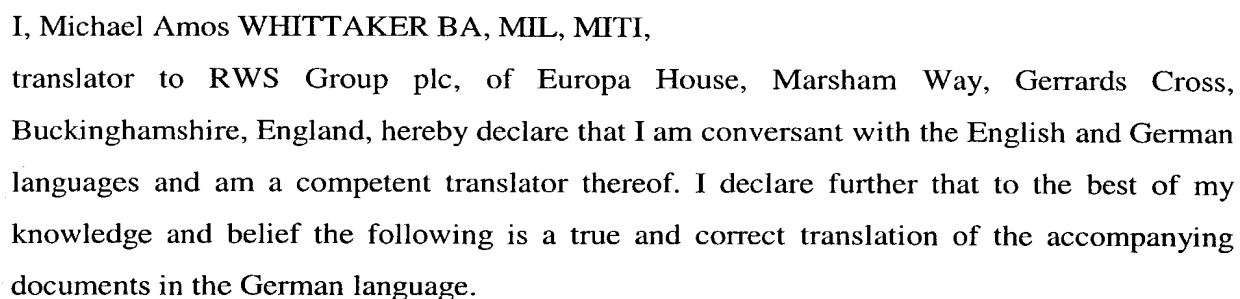 I, Michael Amos WHITTAKER BA, MIL, MITI,
translator to RWS Group plc, of Europa House, Marsham Way, Gerrards Cross,
Buckinghamshire, England, hereby declare that I am conversant with the English and German
languages and am a competent translator thereof. I declare further that to the best of my
knowledge and belief the following is a true and correct translation of the accompanying
documents in the German language.